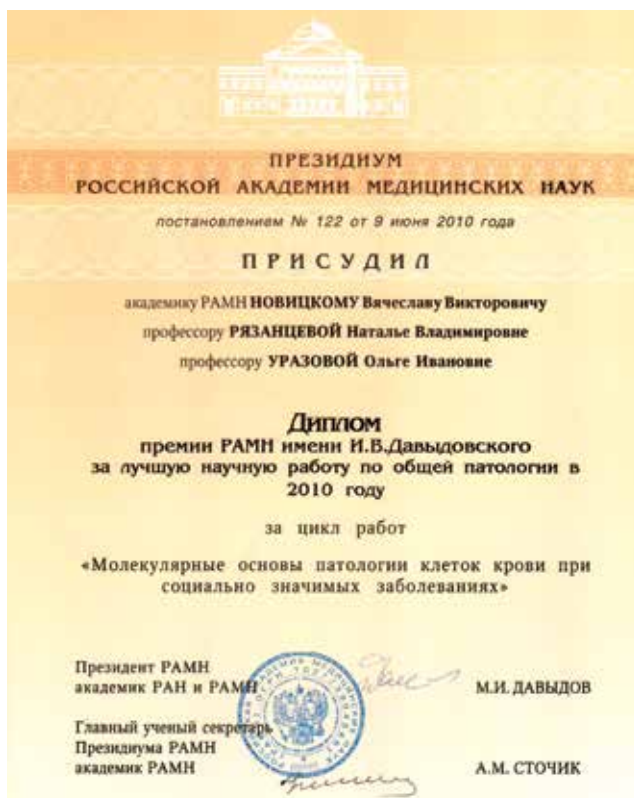 ПРЕЗИДИУМ
РОССИЙСКОЙ АКАДЕМИИ МЕДИЦИНСКИХ НАУК
постановлением № 122 от 9 июня 2010 года
ПРИСУДИЛ
академику РАМН НОВИЦКОМУ Вячеславу Викторовичу
профессору РЯЗАНЦЕВОЙ Наталье Владимировне
профессору УРАЗОВОЙ Ольге Ивановне
Диплом
премии РАМН имени И.В.Давыдовского
за лучшую научную работу по общей патологии в
2010 году
за цикл работ
«Молекулярные основы патологии клеток крови при
социально значимых заболеваниях»
Президент РАМН
академик РАН и РАМН
М.И. ДАВЫДОВ
Главный ученый секретарь
Президиума РАМН
академик РАМН
А.М. СТОЧИК